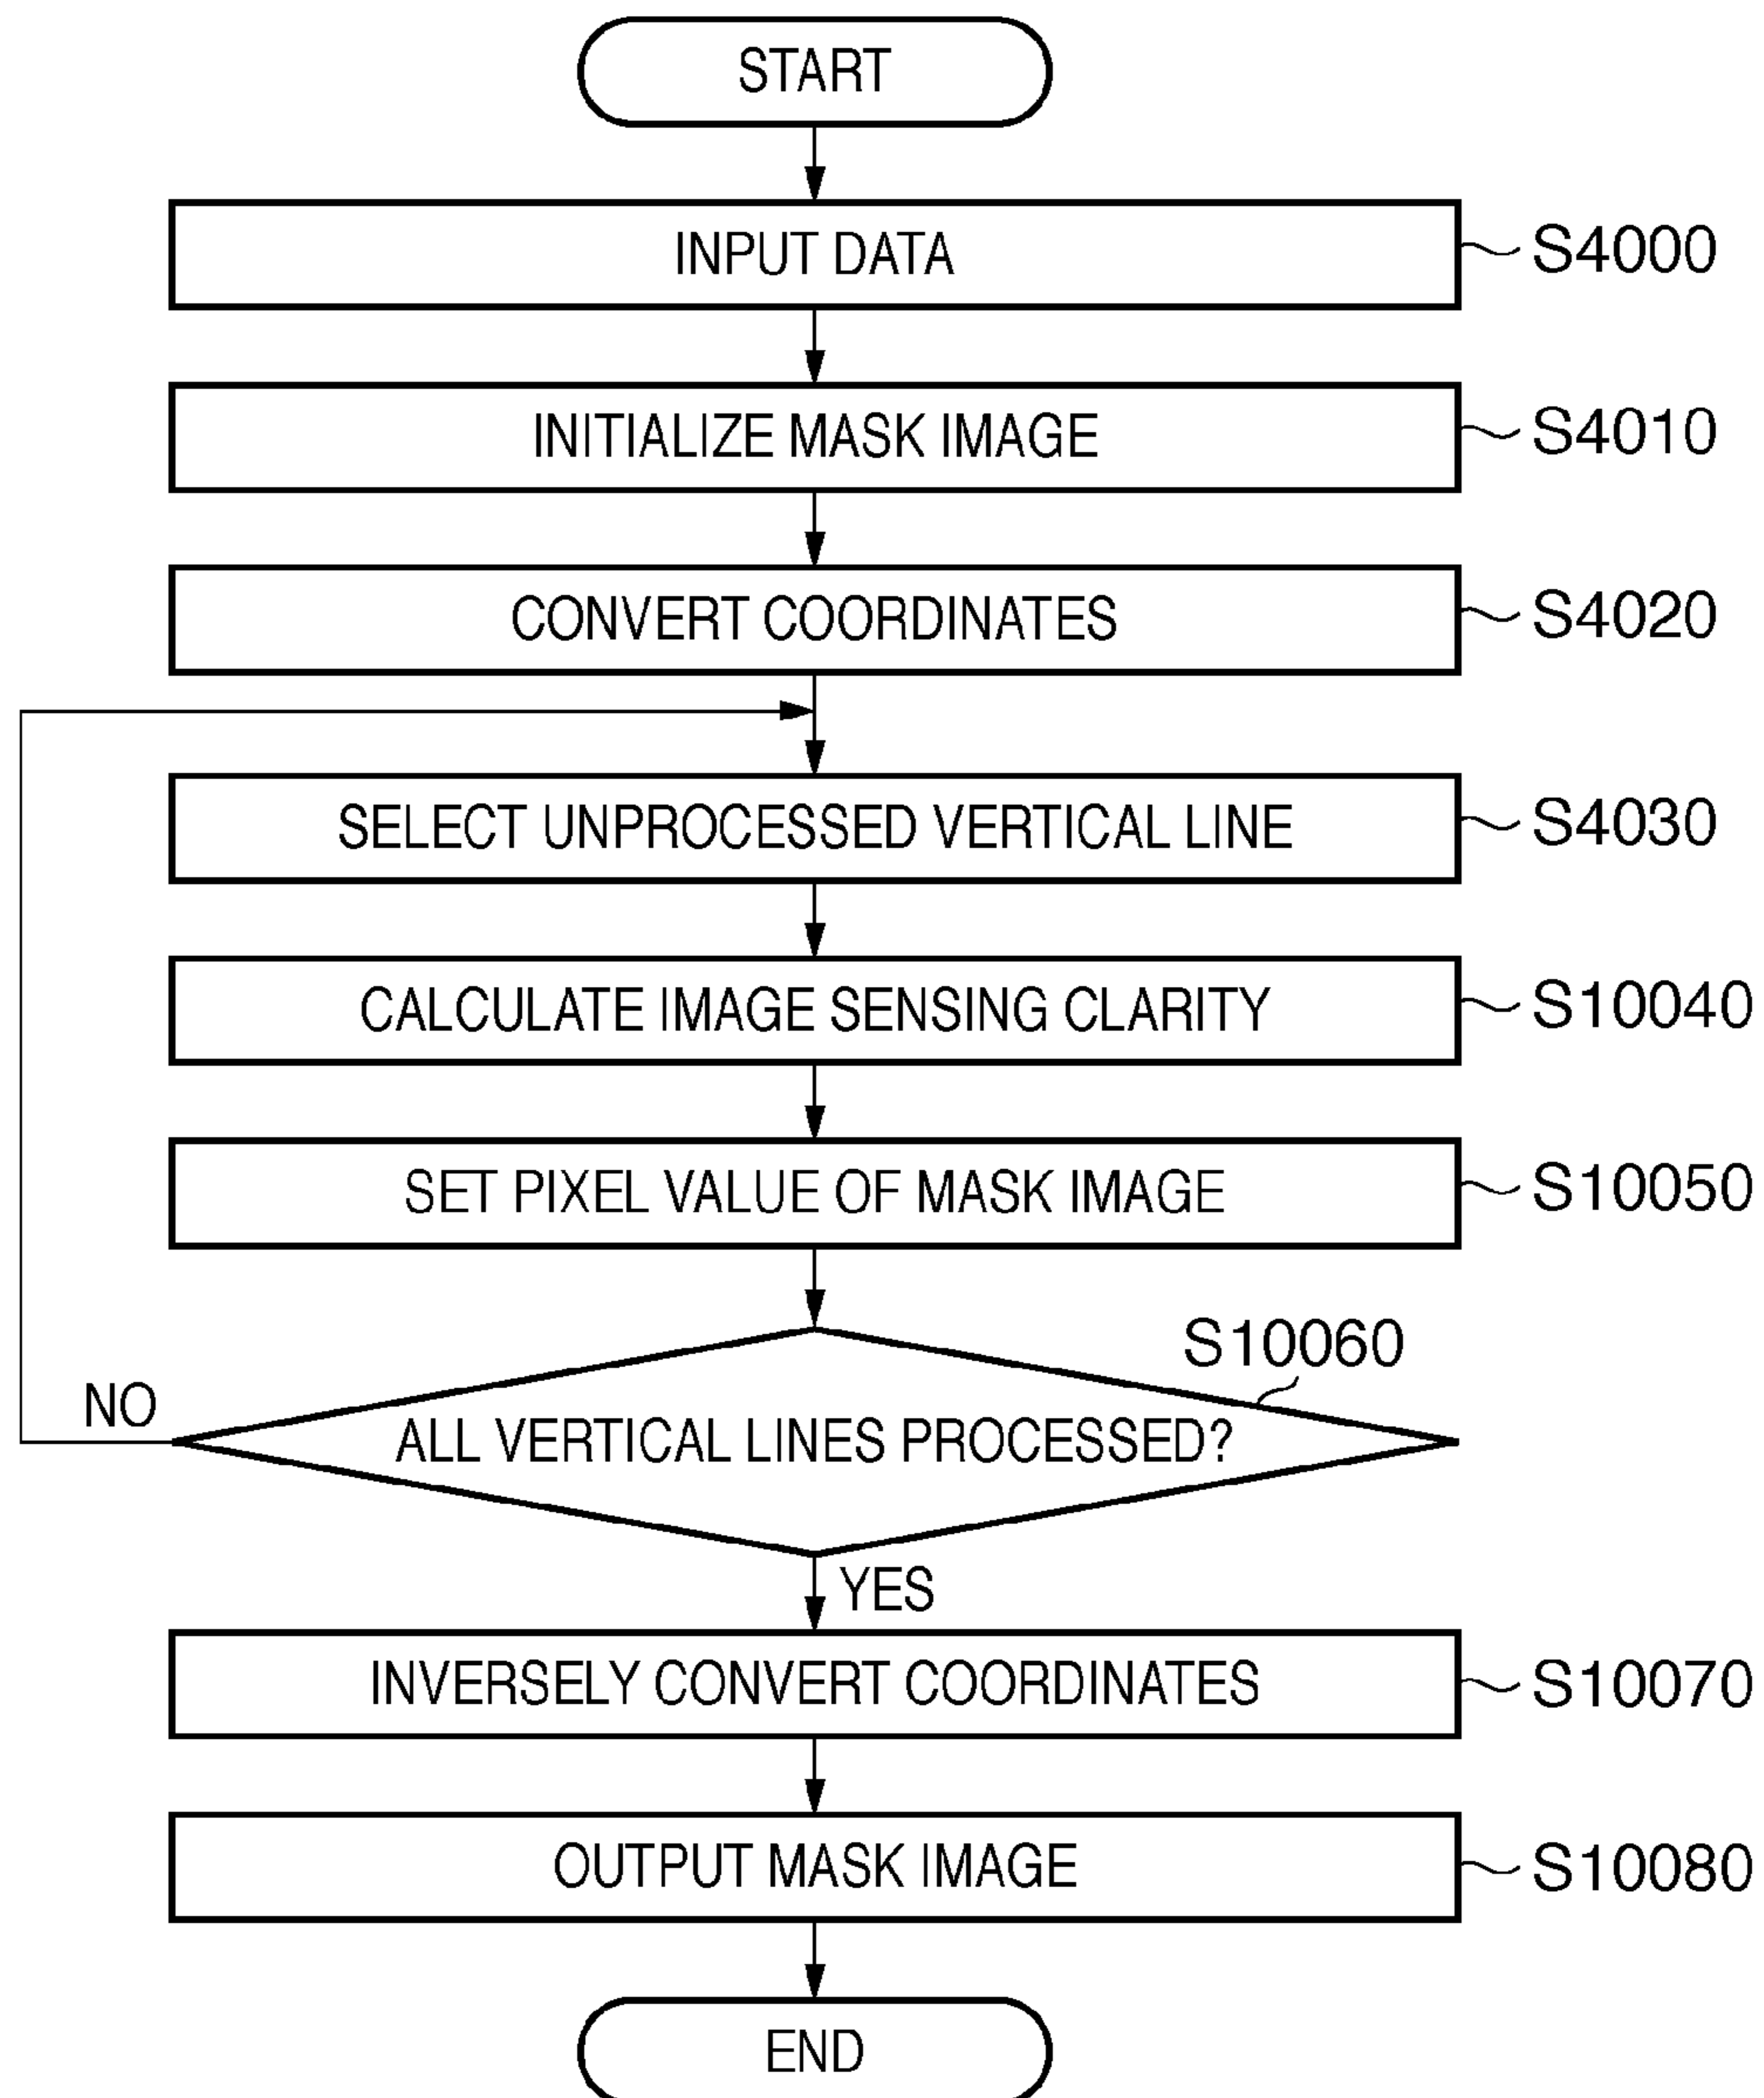 START
INPUT DATA
S4000
INITIALIZE MASK IMAGE
S4010
CONVERT COORDINATES
S4020
SELECT UNPROCESSED VERTICAL LINE
S4030
CALCULATE IMAGE SENSING CLARITY
S10040
SET PIXEL VALUE OF MASK IMAGE
S10050
S10060
NO
ALL VERTICAL LINES PROCESSED?
YES
INVERSELY CONVERT COORDINATES
S10070
OUTPUT MASK IMAGE
S10080
END